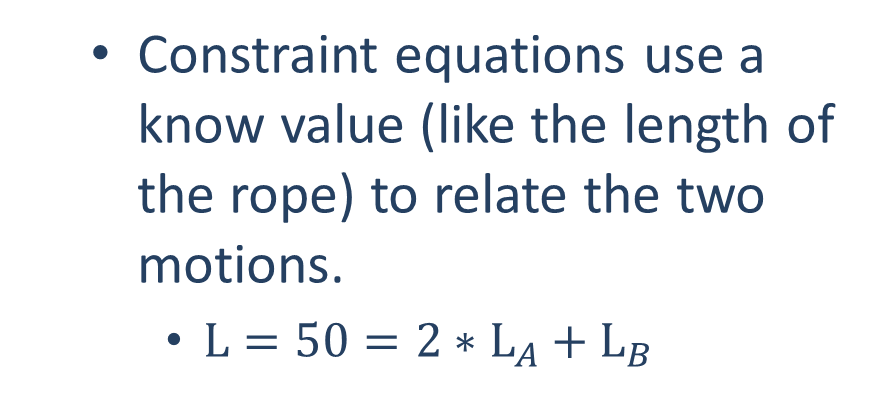 • Constraint equations use a
know value (like the length of
the rope) to relate the two
motions.
• L = 50 = 2 * L_A + L_B